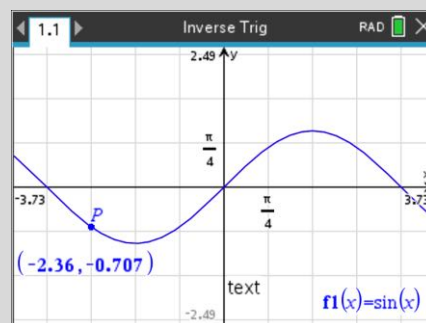 1.1 Inverse Trig RAD
2.49 y
π
4
-3.73 x 3.73
π
4
P
(-2.36, -0.707)
text
f1(x)=sin(x)
-2.49